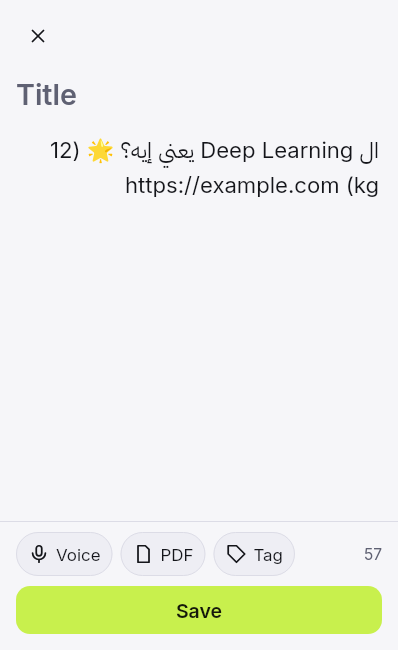 Title
ال Deep Learning يعني إيه؟ 🌟 (12
kg) https://example.com
Voice
PDF
Tag
57
Save